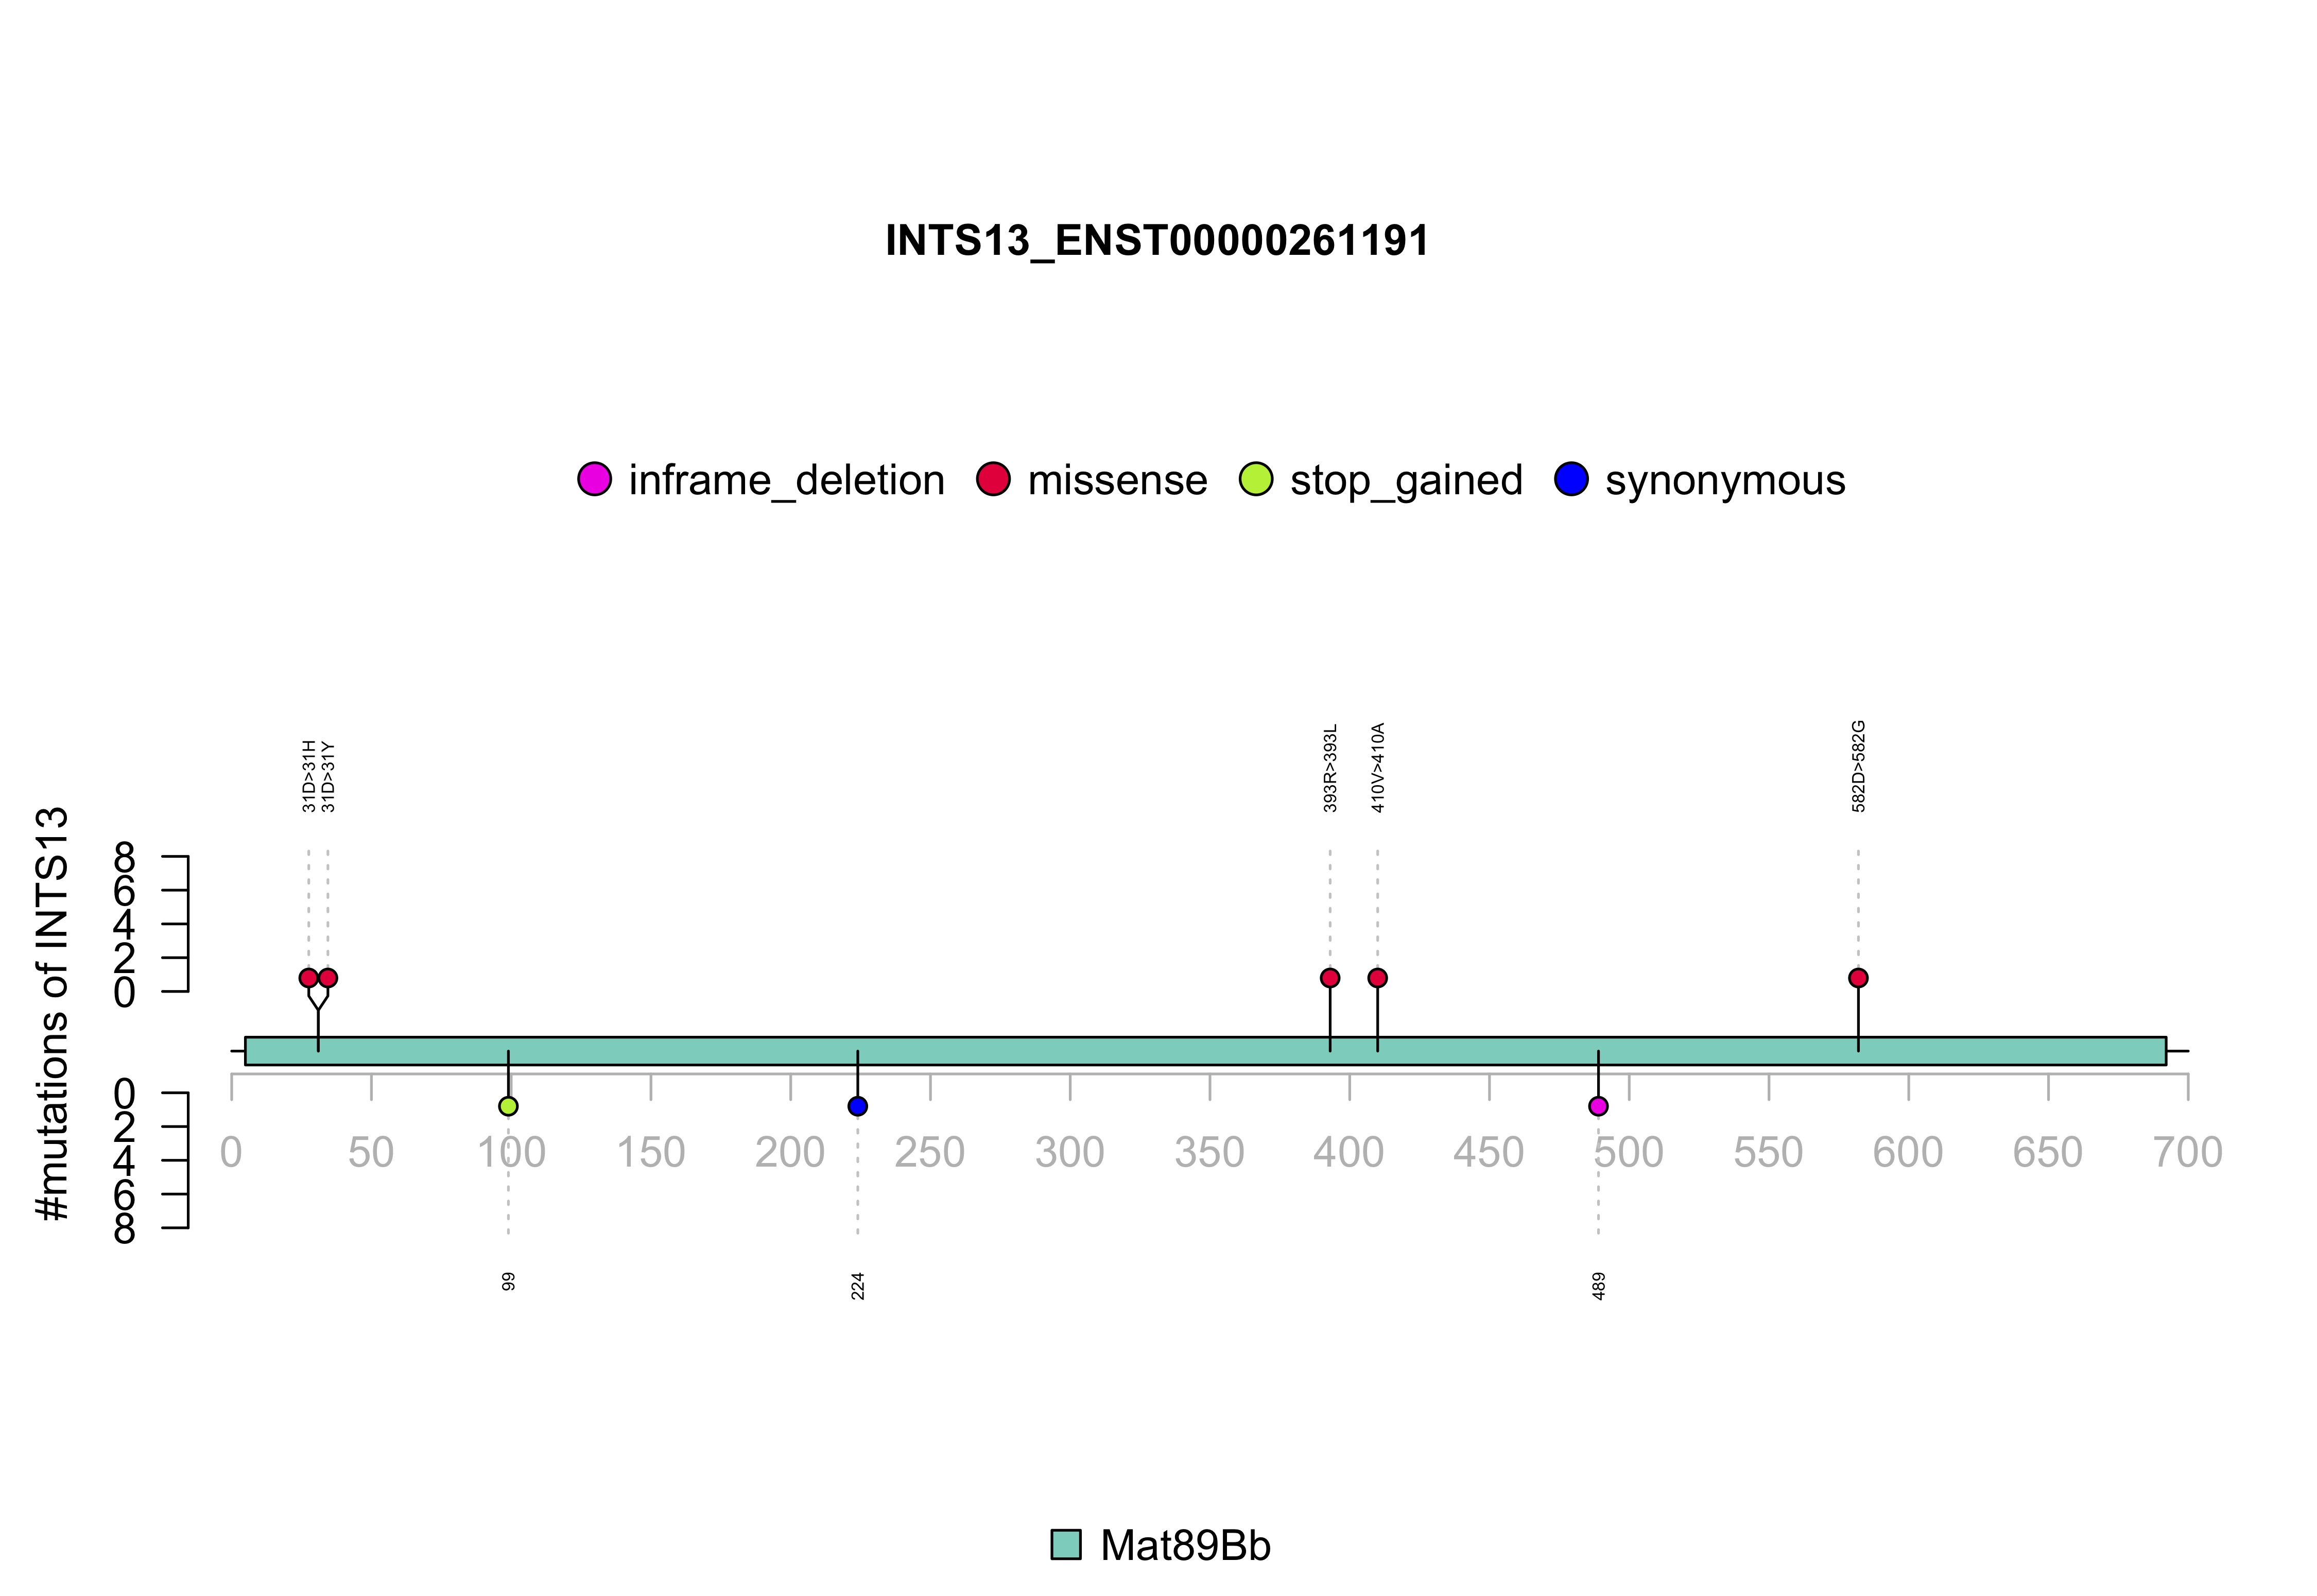 INTS13_ENST00000261191
inframe_deletion missense stop_gained synonymous
31D>31H
31D>31Y
393R>393L
410V>410A
582D>582G
#mutations of INTS13
8
6
4
2
0
0
2
4
6
8
0 50 100 150 200 250 300 350 400 450 500 550 600 650 700
99
224
489
Mat89Bb